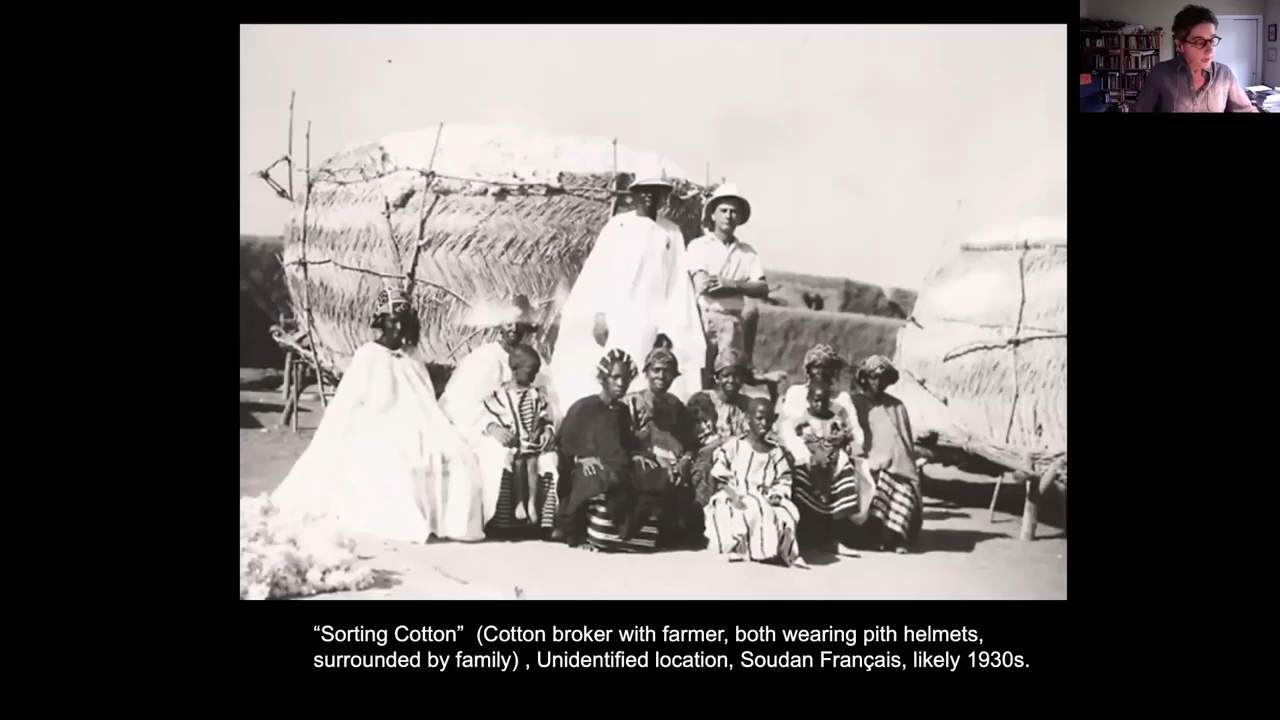 “Sorting Cotton”  (Cotton broker with farmer, both wearing pith helmets,
surrounded by family) , Unidentified location, Soudan Français, likely 1930s.